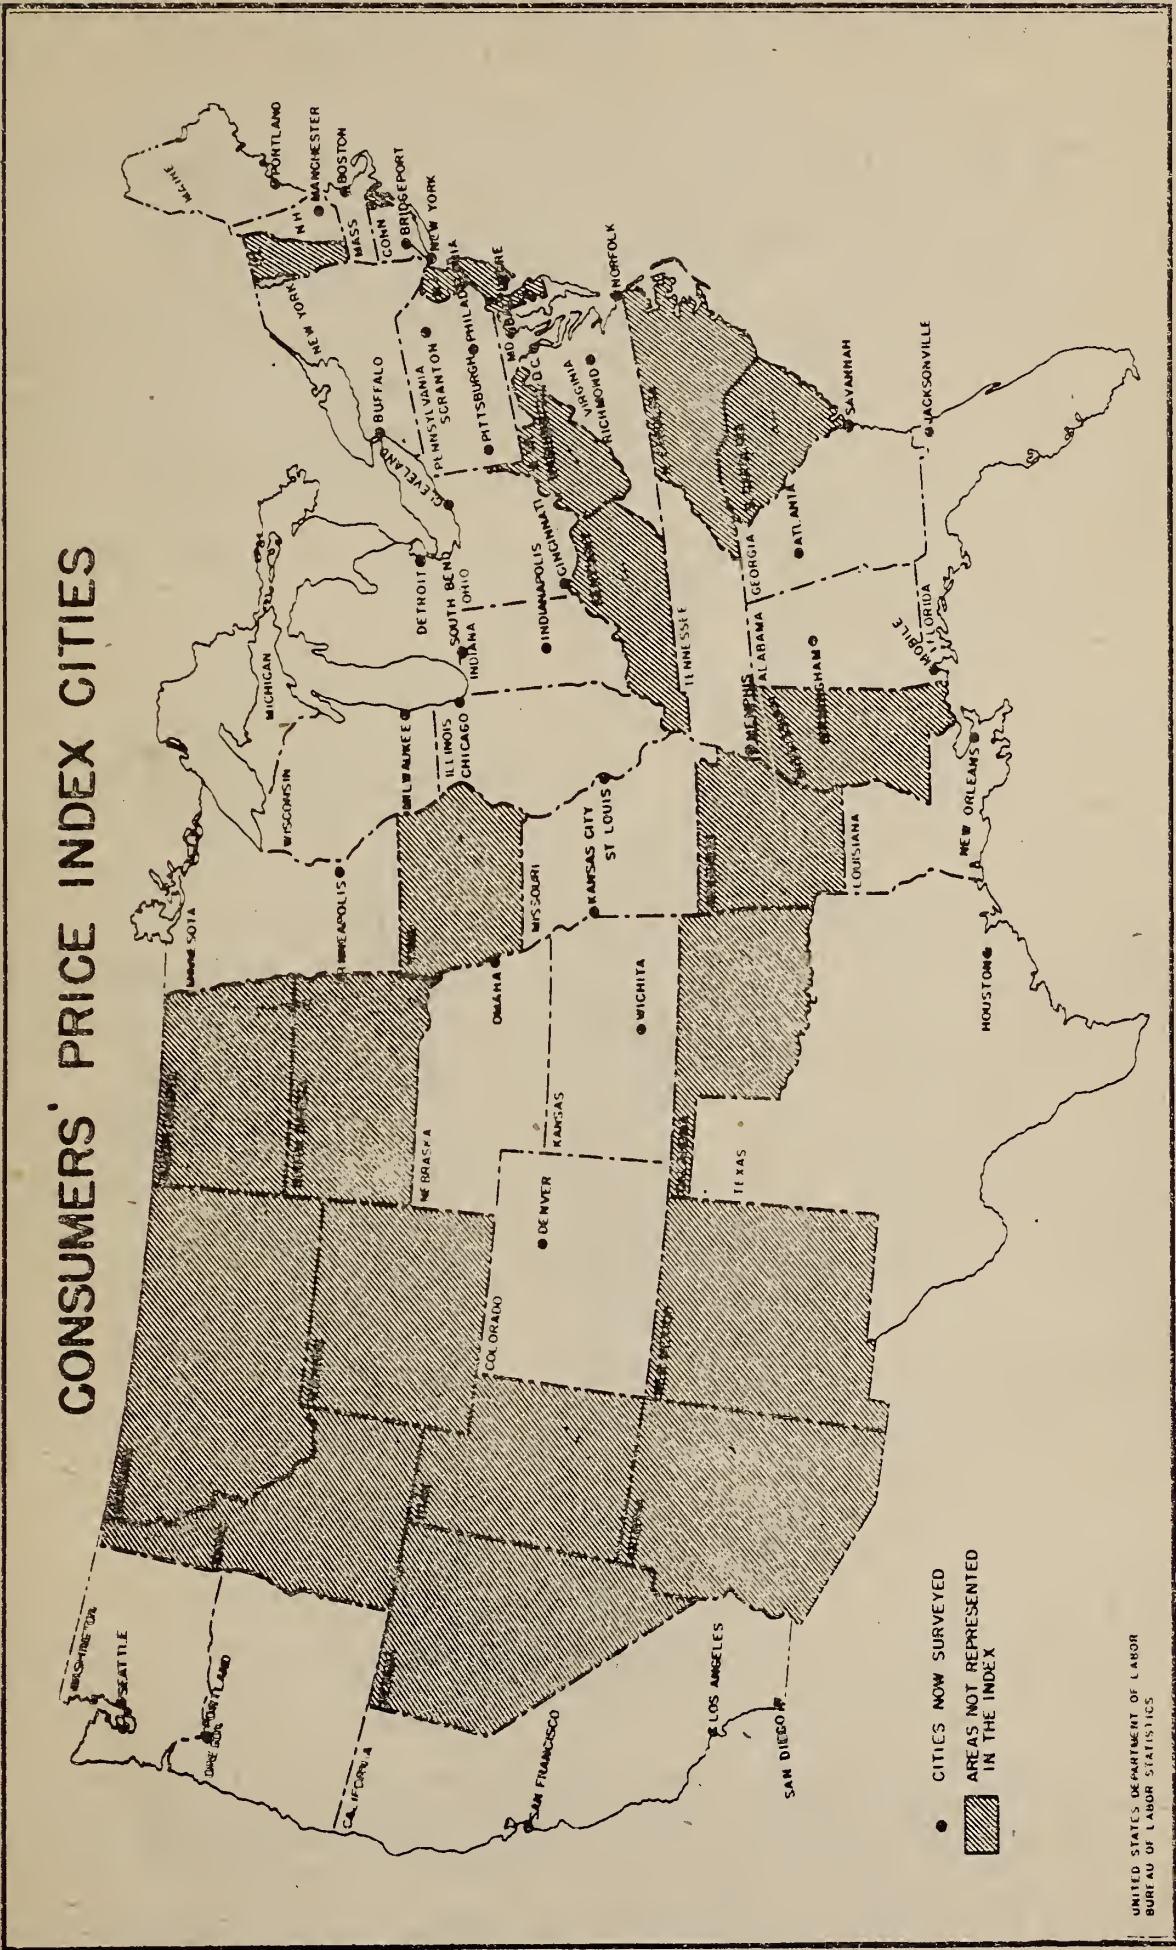 CONSUMERS' PRICE INDEX CITIES
WASHINGTON
SEATTLE
PORTLAND
CALIFORNIA
SAN FRANCISCO
LOS ANGELES
SAN DIEGO
COLORADO
DENVER
NEBRASKA
KANSAS
WICHITA
TEXAS
HOUSTON
OMAHA
MISSOURI
KANSAS CITY
ST LOUIS
LOUISIANA
NEW ORLEANS
WISCONSIN
MICHIGAN
MILWAUKEE
ILLINOIS
CHICAGO
DETROIT
SOUTH BEND
INDIANA
OHIO
INDIANAPOLIS
CINCINNATI
CLEVELAND
TENNESSEE
MEMPHIS
ALABAMA
GEORGIA
ATLANTA
MOBILE
FLORIDA
SAVANNAH
JACKSONVILLE
BUFFALO
NEW YORK
PENNSYLVANIA
SCRANTON
PITTSBURGH
MD
D.C.
VIRGINIA
RICHMOND
NORFOLK
MAINE
PORTLAND
N H
MANCHESTER
BOSTON
MASS
CONN
BRIDGEPORT
NEW YORK
CITIES NOW SURVEYED
AREAS NOT REPRESENTED
IN THE INDEX
UNITED STATES DEPARTMENT OF LABOR
BUREAU OF LABOR STATISTICS